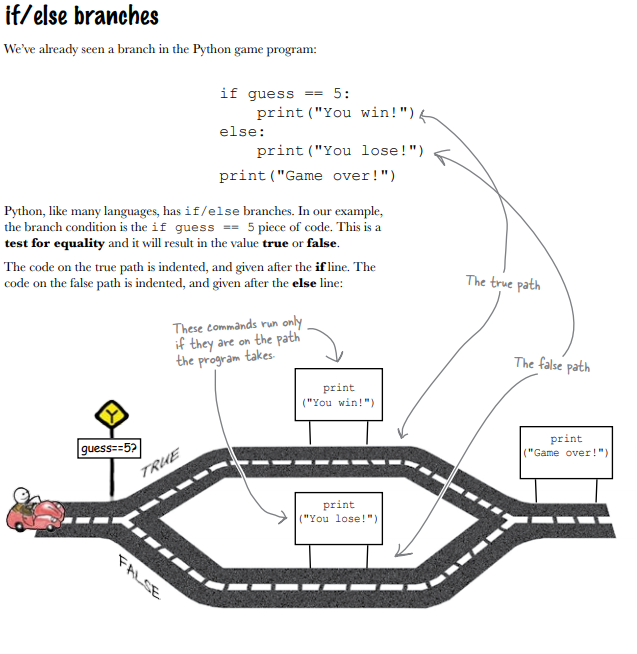 if/else branches
We've already seen a branch in the Python game program:
if guess == 5:
    print("You win!")
else:
    print("You lose!")
print("Game over!")
Python, like many languages, has if/else branches. In our example,
the branch condition is the if guess == 5 piece of code. This is a
test for equality and it will result in the value true or false.
The code on the true path is indented, and given after the if line. The
code on the false path is indented, and given after the else line:
The true path
The false path
These commands run only
if they are on the path
the program takes.
print
("You win!")
Y
guess==5?
TRUE
print
("Game over!")
print
("You lose!")
FALSE